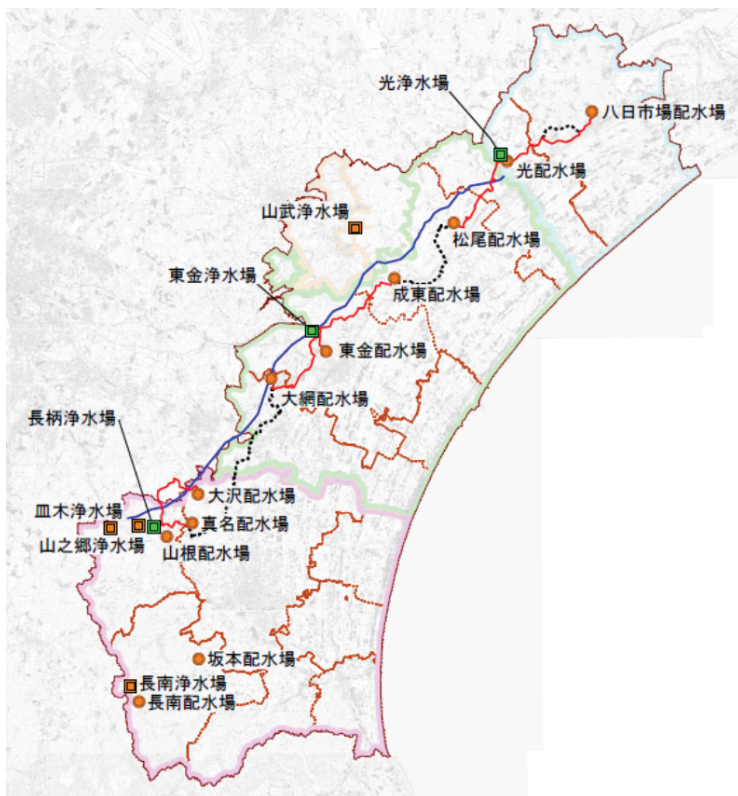 光浄水場
八日市場配水場
光配水場
山武浄水場
松尾配水場
東金浄水場
成東配水場
東金配水場
大網配水場
長柄浄水場
大沢配水場
皿木浄水場
真名配水場
山之郷浄水場
山根配水場
坂本配水場
長南浄水場
長南配水場